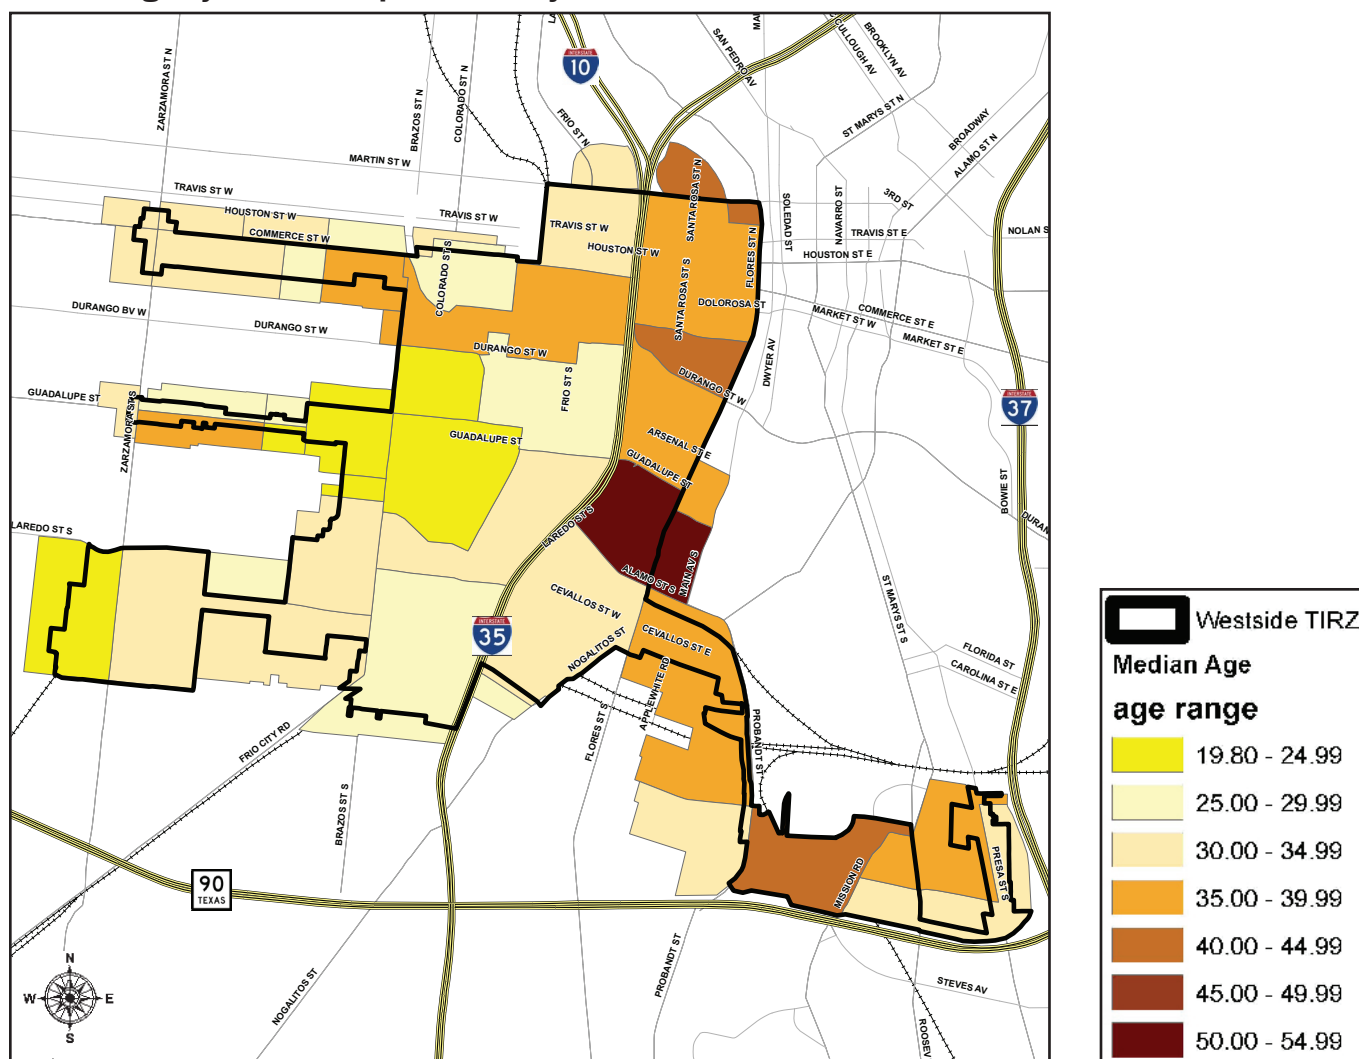 INTERSTATE
10
SAN PEDRO AV
CULLOUGH AV
BROOKLYN AV
ZARZAMORA ST N
BRAZOS ST N
COLORADO ST N
FRIO ST N
ST MARYS ST N
BROADWAY
ALAMO ST N
MARTIN ST W
TRAVIS ST W
HOUSTON ST W
COMMERCE ST W
TRAVIS ST W
TRAVIS ST W
HOUSTON ST W
SANTA ROSA ST N
FLORES ST N
SOLEDAD ST
NAVARRO ST
3RD ST
TRAVIS ST E
HOUSTON ST E
NOLAN S
COLORADO ST S
SANTA ROSA ST S
DOLOROSA ST
COMMERCE ST E
MARKET ST W
MARKET ST E
DURANGO BV W
DURANGO ST W
DURANGO ST W
DURANGO ST W
DWYER AV
FRIO ST S
INTERSTATE
37
GUADALUPE ST
ZARZAMORA ST S
GUADALUPE ST
ARSENAL ST E
GUADALUPE ST
BOWIE ST
DURAN
LAREDO ST S
LAREDO ST S
ALAMO ST S
MAIN AV S
CEVALLOS ST W
NOGALITOS ST
CEVALLOS ST E
INTERSTATE
35
ST MARYS ST S
FLORIDA ST
CAROLINA ST E
APPLEWHITE RD
FLORES ST S
PROBANDT ST
FRIO CITY RD
BRAZOS ST S
MISSION RD
PRESA ST S
90
TEXAS
NOGALITOS ST
PROBANDT ST
STEVES AV
ROOSEV
N
W
E
S
Westside TIRZ
Median Age
age range
19.80 - 24.99
25.00 - 29.99
30.00 - 34.99
35.00 - 39.99
40.00 - 44.99
45.00 - 49.99
50.00 - 54.99